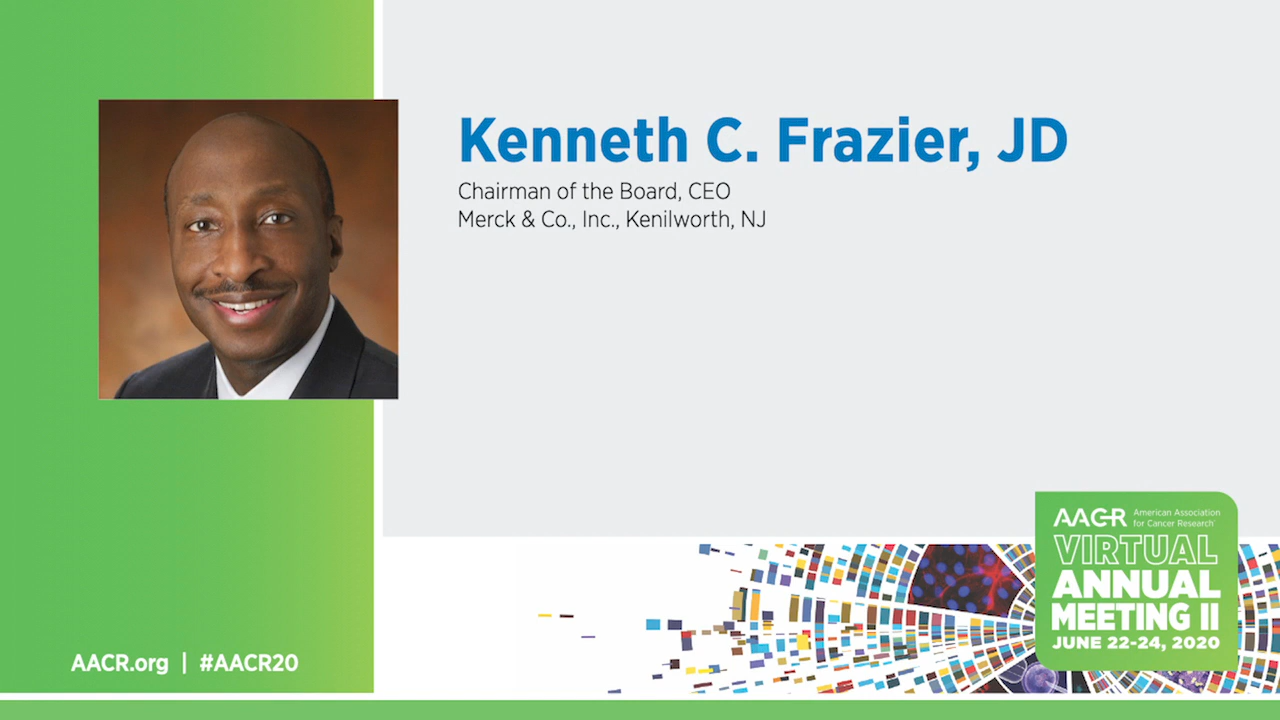 Kenneth C. Frazier, JD
Chairman of the Board, CEO
Merck & Co., Inc., Kenilworth, NJ
AACR American Association
for Cancer Research
VIRTUAL
ANNUAL
MEETING II
JUNE 22-24, 2020
AACR.org | #AACR20